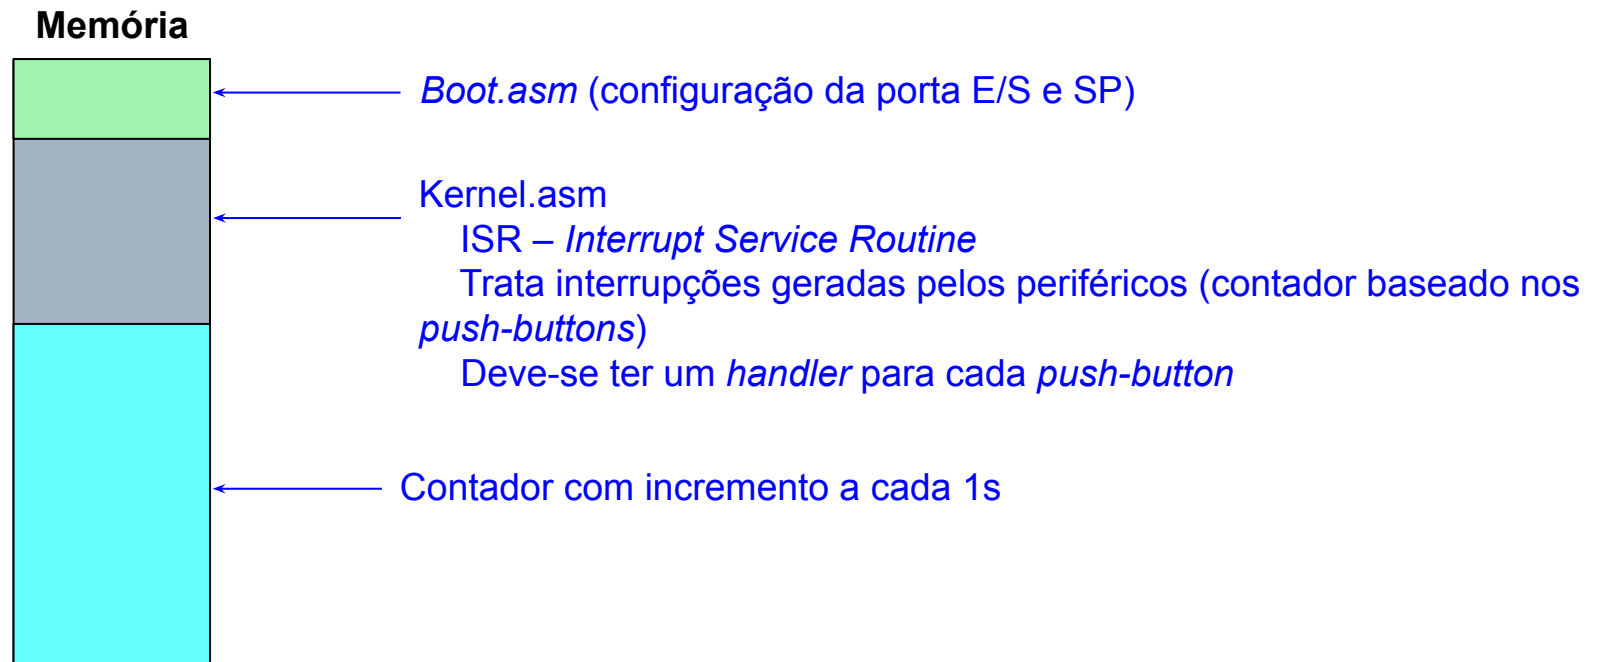 Memória
Boot.asm (configuração da porta E/S e SP)
Kernel.asm
ISR – Interrupt Service Routine
Trata interrupções geradas pelos periféricos (contador baseado nos
push-buttons)
Deve-se ter um handler para cada push-button
Contador com incremento a cada 1s